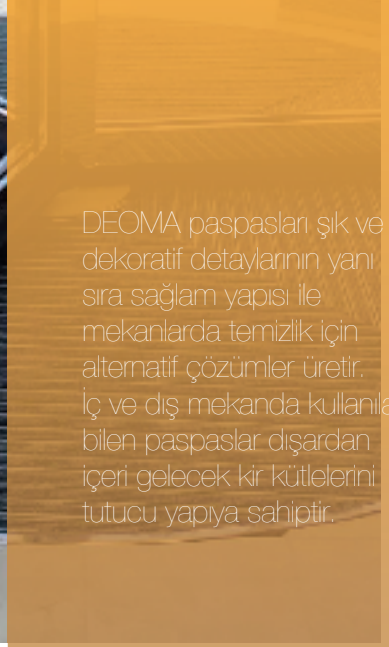 DEOMA paspasları şık ve
dekoratif detaylarının yanı
sıra sağlam yapısı ile
mekanlarda temizlik için
alternatif çözümler üretir.
İç ve dış mekanda kullanıla
bilen paspaslar dışardan
içeri gelecek kir kütlelerini
tutucu yapıya sahiptir.